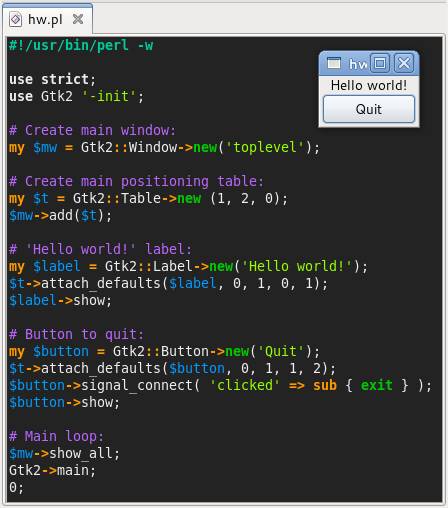 hw.pl
#!/usr/bin/perl -w
use strict;
use Gtk2 '-init';
# Create main window:
my $mw = Gtk2::Window->new('toplevel');
# Create main positioning table:
my $t = Gtk2::Table->new (1, 2, 0);
$mw->add($t);
# 'Hello world!' label:
my $label = Gtk2::Label->new('Hello world!');
$t->attach_defaults($label, 0, 1, 0, 1);
$label->show;
# Button to quit:
my $button = Gtk2::Button->new('Quit');
$t->attach_defaults($button, 0, 1, 1, 2);
$button->signal_connect( 'clicked' => sub { exit } );
$button->show;
# Main loop:
$mw->show_all;
Gtk2->main;
0;
hw
Hello world!
Quit